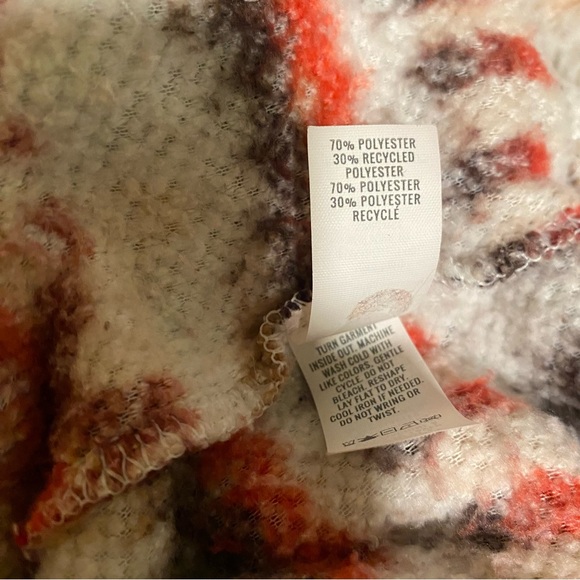 70% POLYESTER
30% RECYCLED
POLYESTER
70% POLYESTER
30% POLYESTER
RECYCLÉ
TURN GARMENT
INSIDE OUT. MACHINE
WASH COLD WITH
LIKE COLORS, GENTLE
CYCLE. DO NOT
BLEACH. RESHAPE
LAY FLAT TO DRY.
COOL IRON IF NEEDED.
DO NOT WRING OR
TWIST.